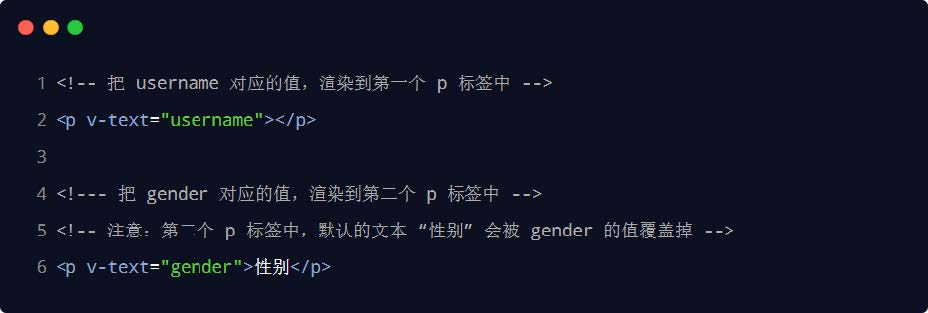 1 <!-- 把 username 对应的值，渲染到第一个 p 标签中 -->
2 <p v-text="username"></p>
3
4 <!--- 把 gender 对应的值，渲染到第二个 p 标签中 -->
5 <!-- 注意：第二个 p 标签中，默认的文本 “性别” 会被 gender 的值覆盖掉 -->
6 <p v-text="gender">性别</p>